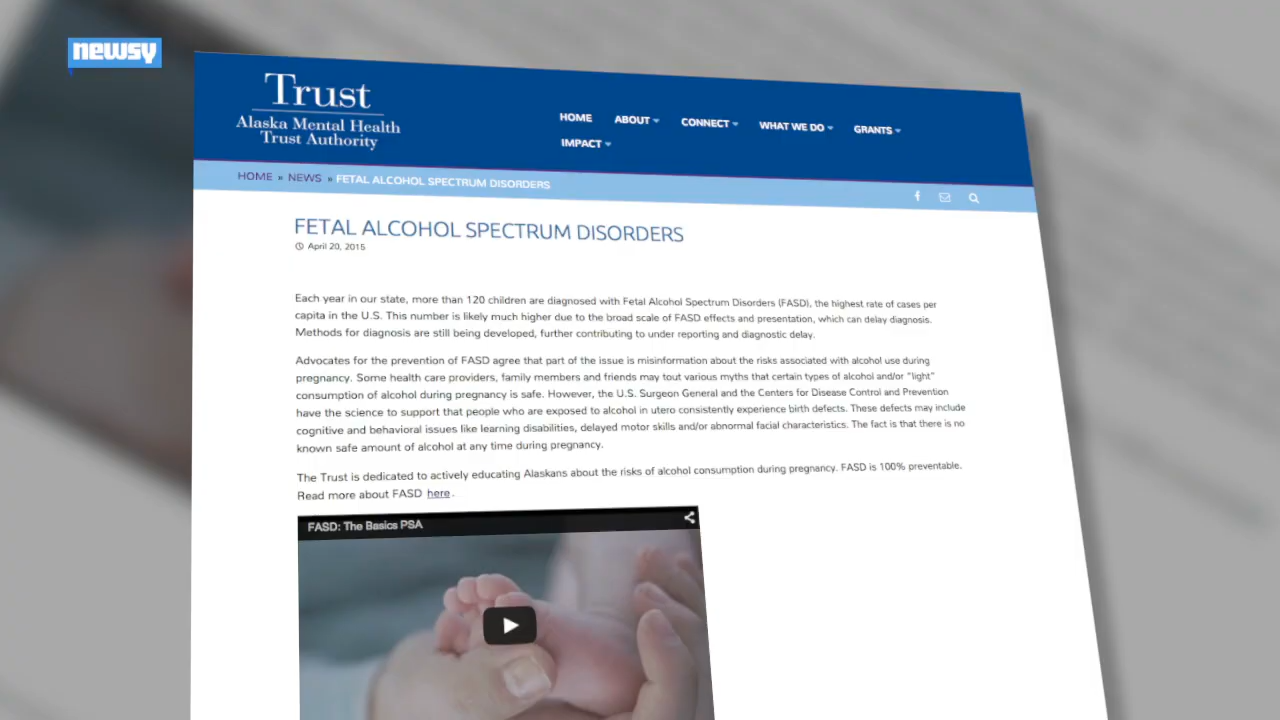 newsy
Trust
Alaska Mental Health
Trust Authority
HOME ABOUT CONNECT WHAT WE DO GRANTS
IMPACT
HOME » NEWS » FETAL ALCOHOL SPECTRUM DISORDERS
FETAL ALCOHOL SPECTRUM DISORDERS
April 20, 2015
Each year in our state, more than 120 children are diagnosed with Fetal Alcohol Spectrum Disorders (FASD), the highest rate of cases per
capita in the U.S. This number is likely much higher due to the broad scale of FASD effects and presentation, which can delay diagnosis.
Methods for diagnosis are still being developed, further contributing to under reporting and diagnostic delay.
Advocates for the prevention of FASD agree that part of the issue is misinformation about the risks associated with alcohol use during
pregnancy. Some health care providers, family members and friends may tout various myths that certain types of alcohol and/or "light"
consumption of alcohol during pregnancy is safe. However, the U.S. Surgeon General and the Centers for Disease Control and Prevention
have the science to support that people who are exposed to alcohol in utero consistently experience birth defects. These defects may include
cognitive and behavioral issues like learning disabilities, delayed motor skills and/or abnormal facial characteristics. The fact is that there is no
known safe amount of alcohol at any time during pregnancy.
The Trust is dedicated to actively educating Alaskans about the risks of alcohol consumption during pregnancy. FASD is 100% preventable.
Read more about FASD here.
FASD: The Basics PSA